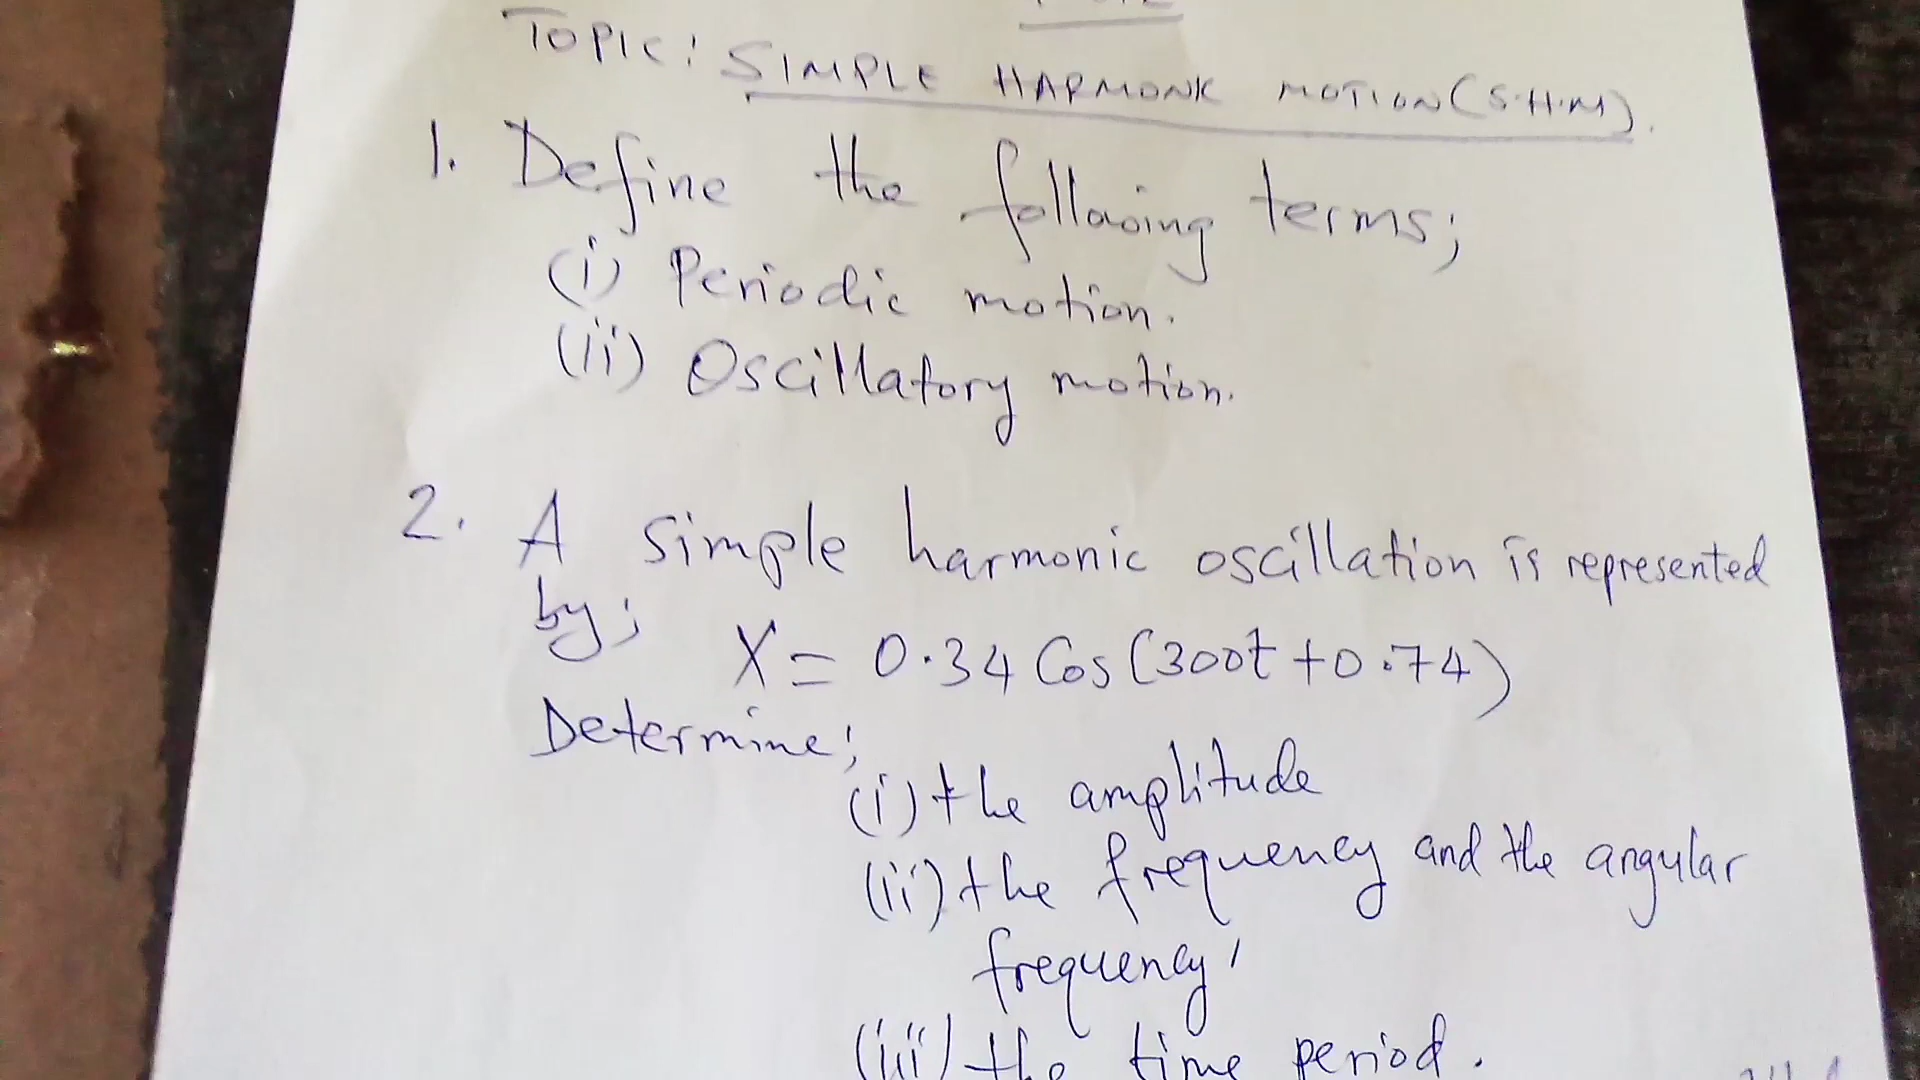 TOPIC: SIMPLE HARMONIC MOTION (S.H.M).
1. Define the following terms;
(i) Periodic motion.
(ii) Oscillatory motion.
2. A simple harmonic oscillation is represented
by; X = 0.34 Cos (300t + 0.74)
Determine;
(i) the amplitude
(ii) the frequency and the angular
frequency,
(iii) the time period.